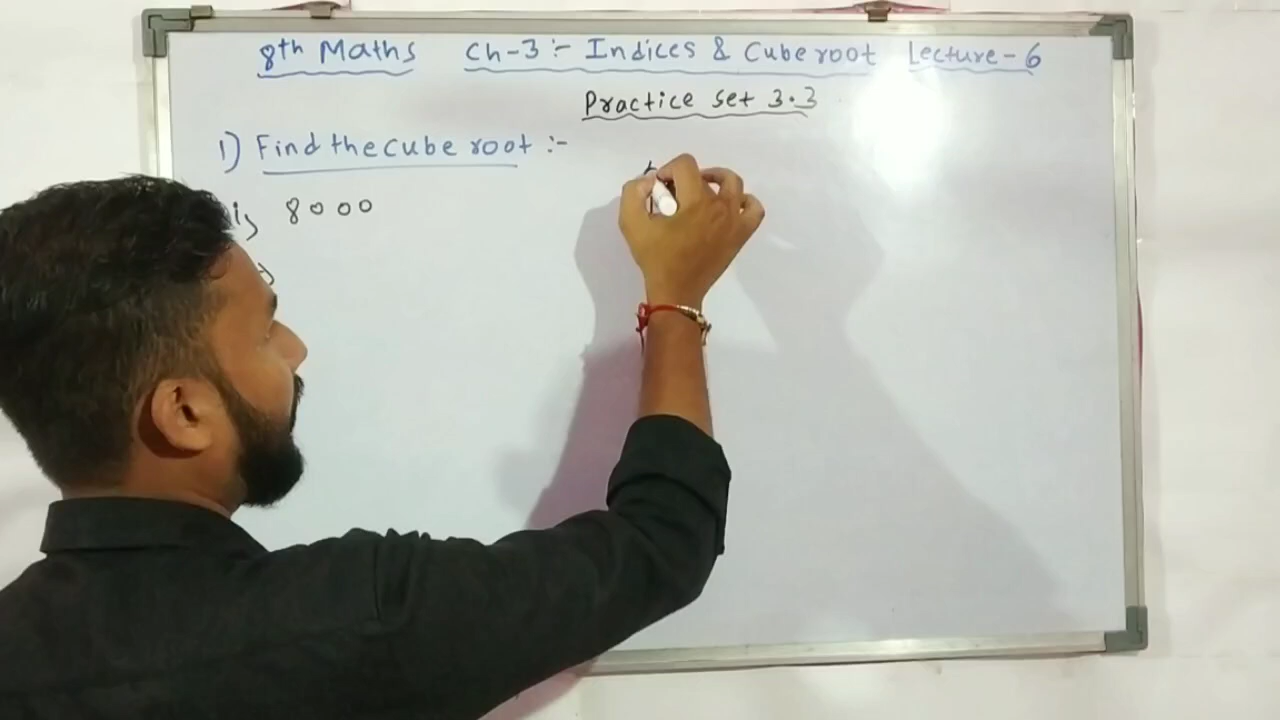 8th Maths Ch-3 :- Indices & Cube root Lecture - 6
Practice set 3.3
1) Find the cube root :-
i, 8000